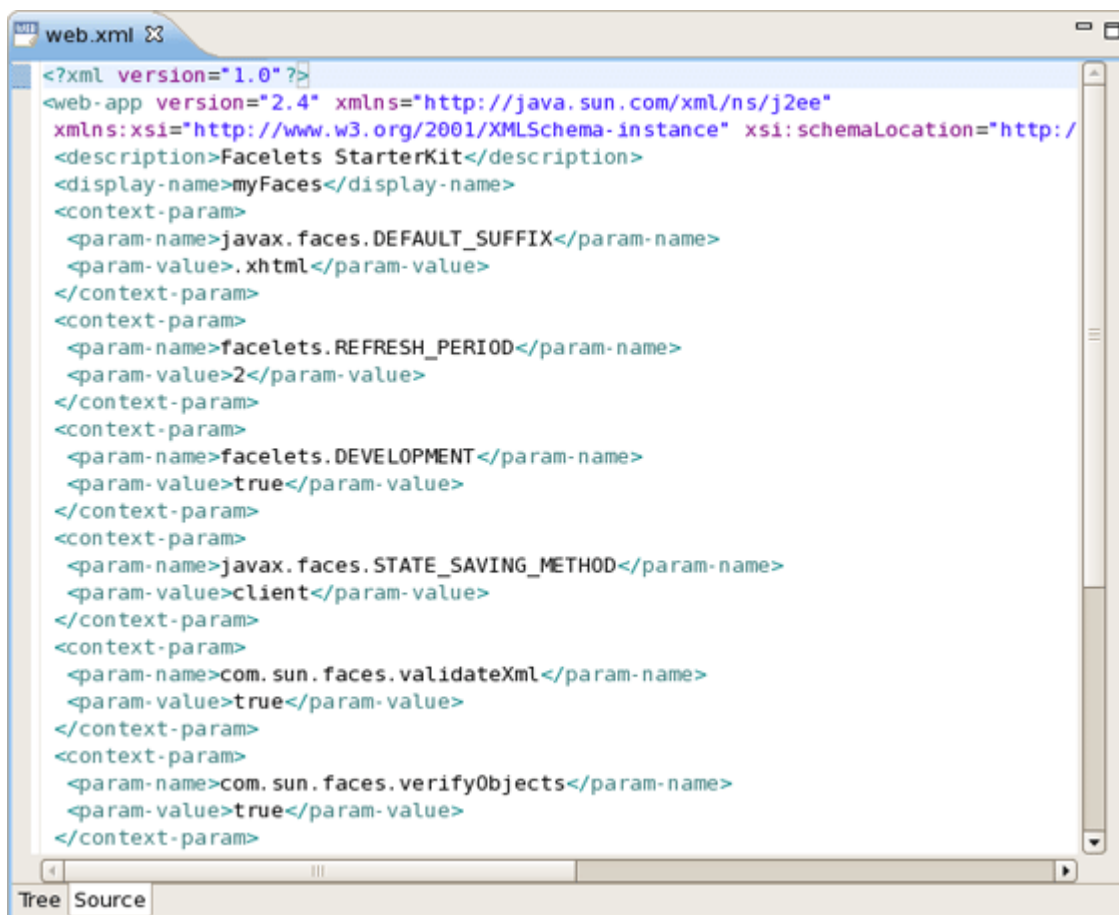 web.xml
<?xml version="1.0"?>
<web-app version="2.4" xmlns="http://java.sun.com/xml/ns/j2ee"
xmlns:xsi="http://www.w3.org/2001/XMLSchema-instance" xsi:schemaLocation="http:/
<description>Facelets StarterKit</description>
<display-name>myFaces</display-name>
<context-param>
<param-name>javax.faces.DEFAULT_SUFFIX</param-name>
<param-value>.xhtml</param-value>
</context-param>
<context-param>
<param-name>facelets.REFRESH_PERIOD</param-name>
<param-value>2</param-value>
</context-param>
<context-param>
<param-name>facelets.DEVELOPMENT</param-name>
<param-value>true</param-value>
</context-param>
<context-param>
<param-name>javax.faces.STATE_SAVING_METHOD</param-name>
<param-value>client</param-value>
</context-param>
<context-param>
<param-name>com.sun.faces.validateXml</param-name>
<param-value>true</param-value>
</context-param>
<context-param>
<param-name>com.sun.faces.verifyObjects</param-name>
<param-value>true</param-value>
</context-param>
Tree Source